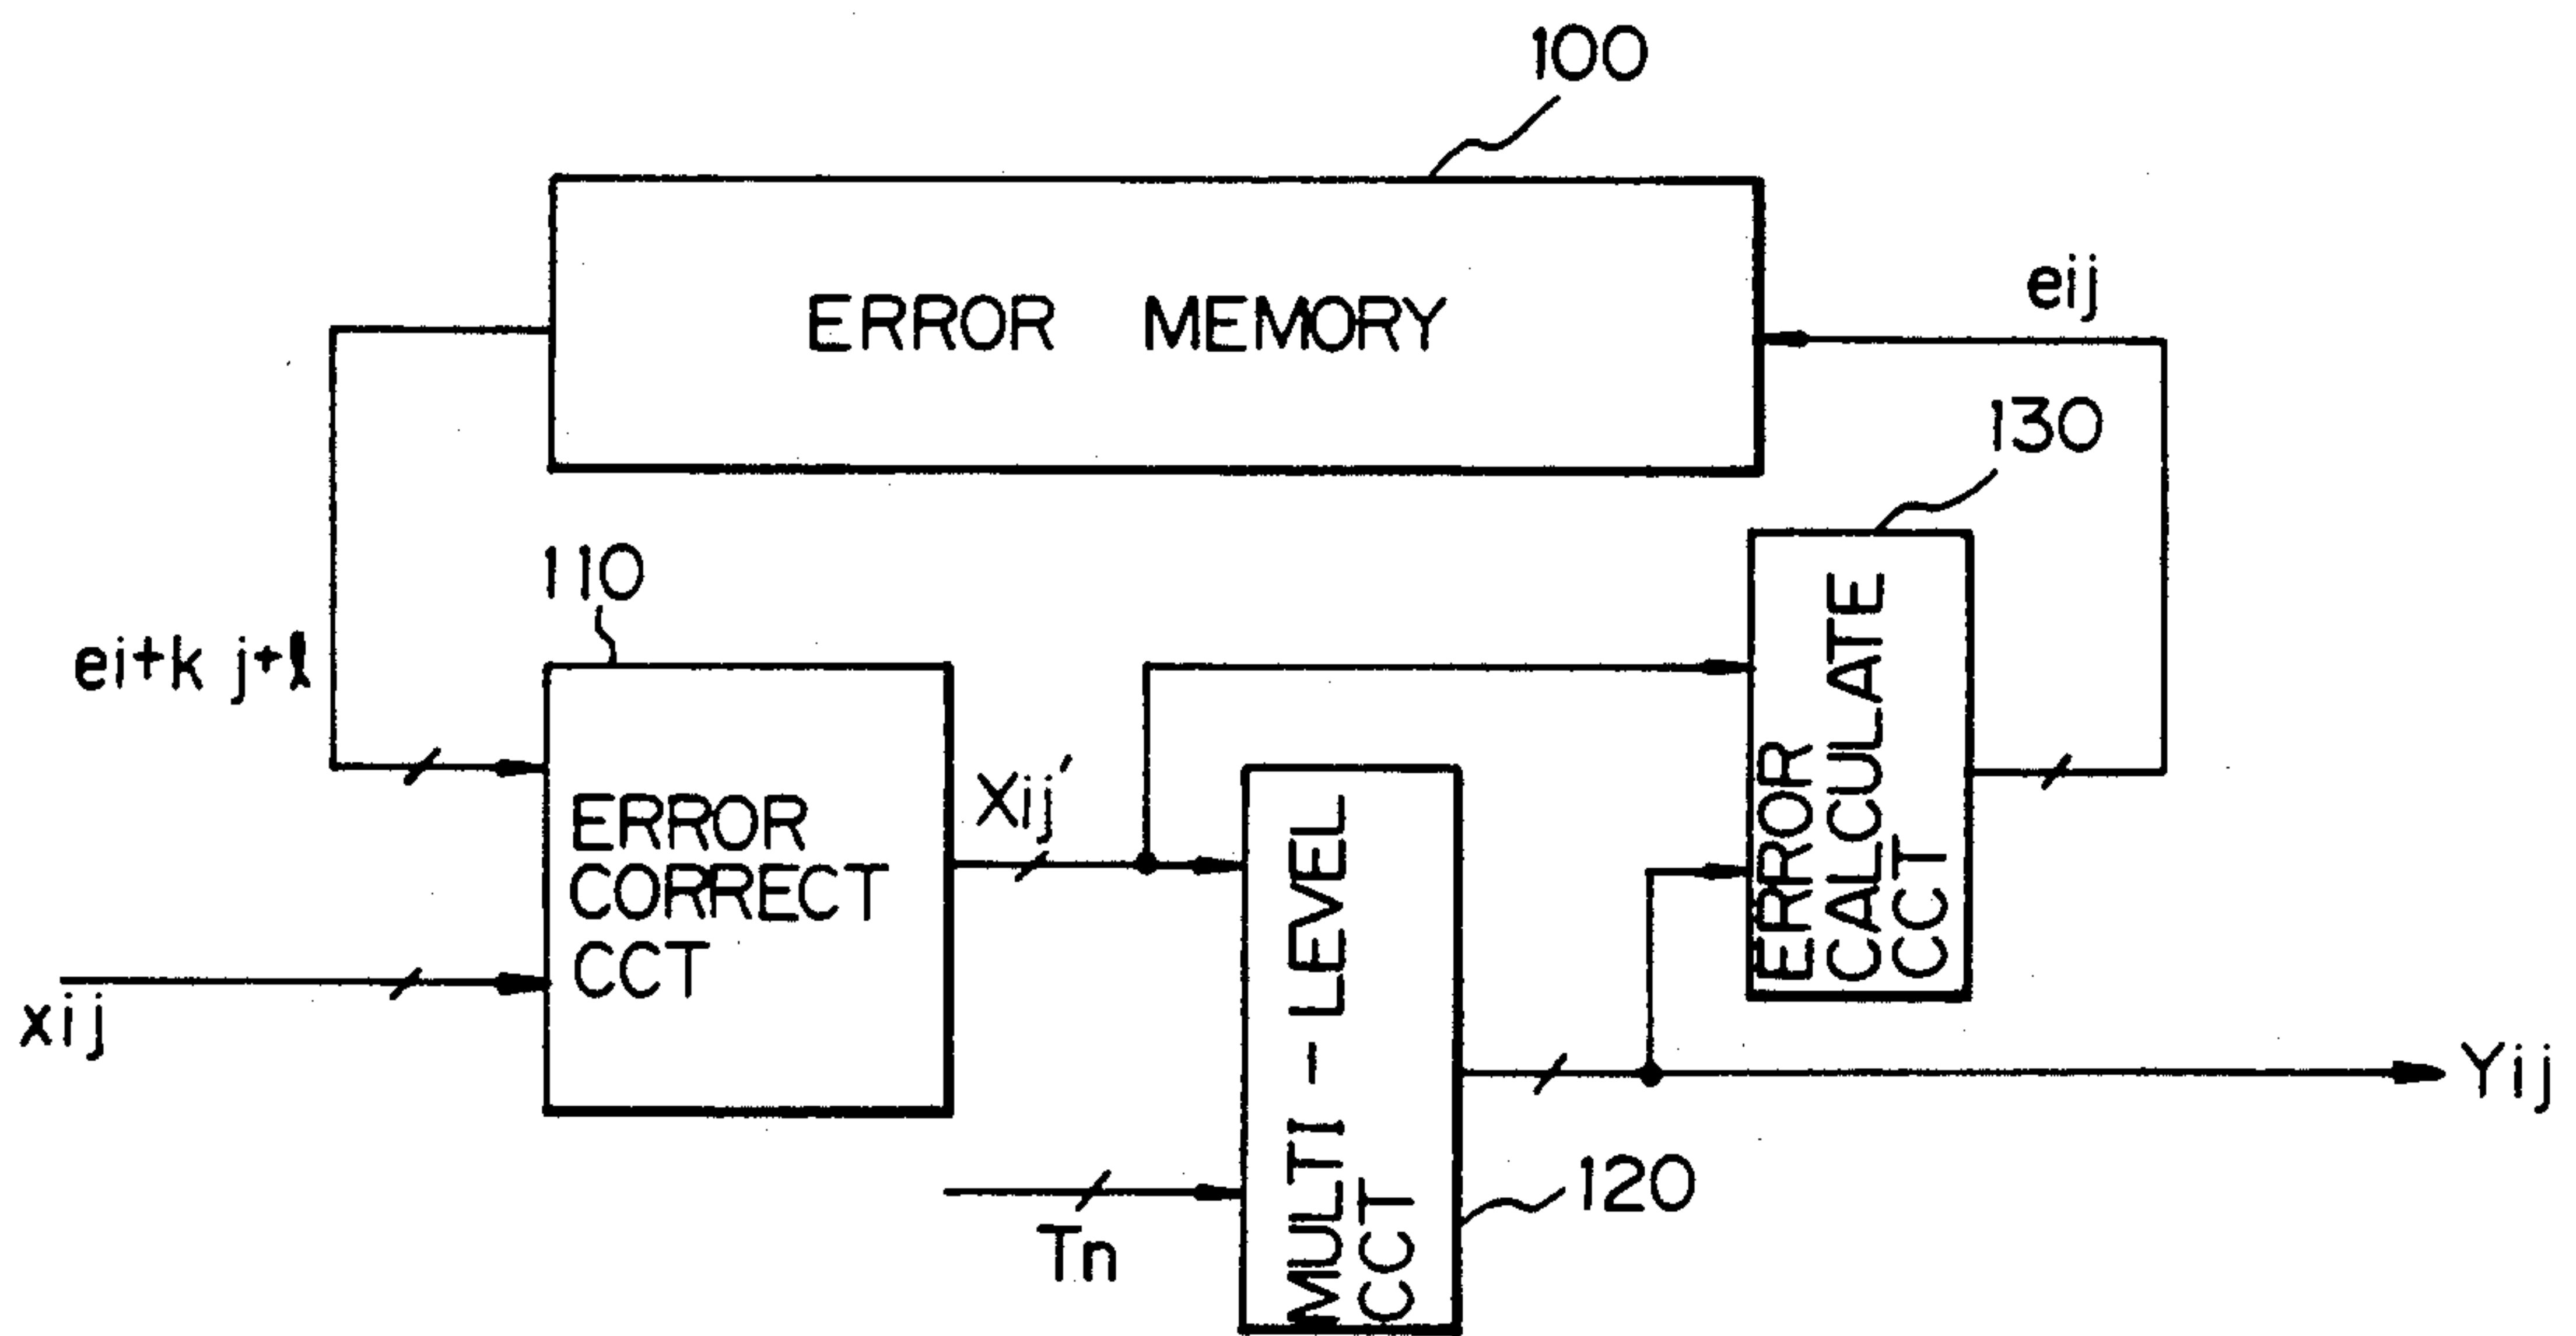 100
ERROR MEMORY
eij
130
110
ei+k j+l
ERROR
CALCULATE
CCT
Xij'
ERROR
CORRECT
CCT
xij
MULTI-LEVEL
CCT
Yij
120
Tn